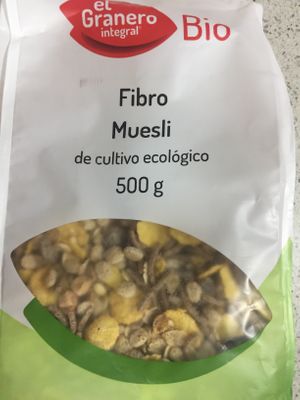 el
Granero
integral
Bio
Fibro
Muesli
de cultivo ecológico
500 g